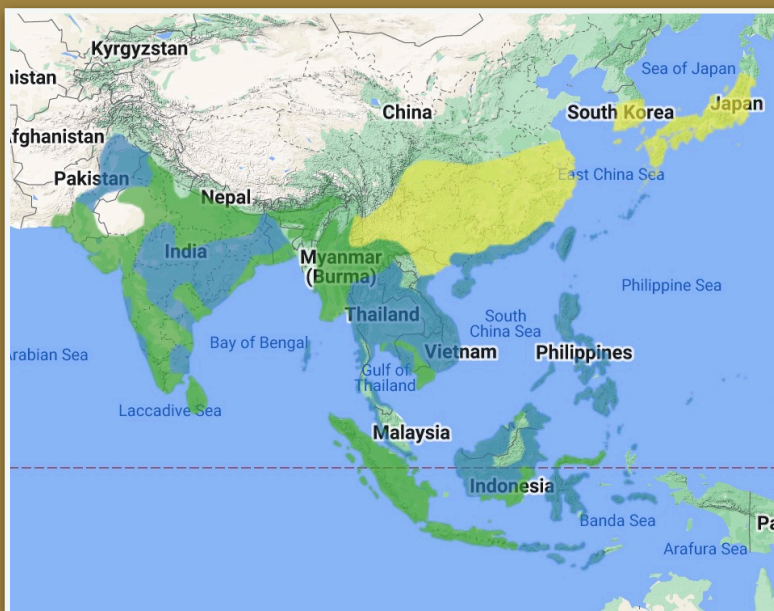 Kyrgyzstan
nistan
Sea of Japan
China
South Korea
Japan
Afghanistan
Pakistan
East China Sea
Nepal
India
Myanmar
(Burma)
Philippine Sea
Thailand
South
China Sea
Arabian Sea
Bay of Bengal
Vietnam
Philippines
Gulf of
Thailand
Laccadive Sea
Malaysia
Indonesia
Banda Sea
Pa
Arafura Sea